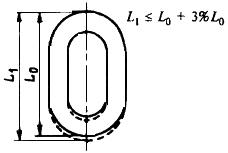 L₁ ≤ L₀ + 3%L₀
L₁
L₀